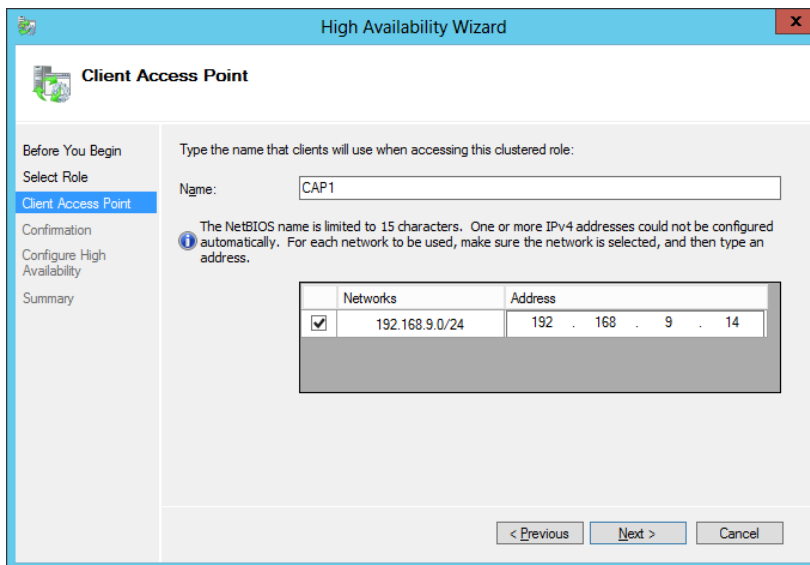 High Availability Wizard
x
Client Access Point
Before You Begin
Select Role
Client Access Point
Confirmation
Configure High
Availability
Summary
Type the name that clients will use when accessing this clustered role:
Name:
CAP1
The NetBIOS name is limited to 15 characters. One or more IPv4 addresses could not be configured
automatically. For each network to be used, make sure the network is selected, and then type an
address.
Networks Address
192.168.9.0/24 192 . 168 . 9 . 14
< Previous Next > Cancel